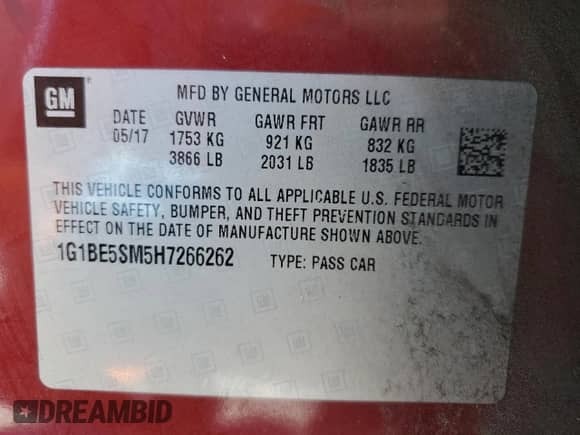 GM
MFD BY GENERAL MOTORS LLC
DATE GVWR GAWR FRT GAWR RR
05/17 1753 KG 921 KG 832 KG
3866 LB 2031 LB 1835 LB
THIS VEHICLE CONFORMS TO ALL APPLICABLE U.S. FEDERAL MOTOR
VEHICLE SAFETY, BUMPER, AND THEFT PREVENTION STANDARDS IN
EFFECT ON THE DATE OF MANUFACTURE SHOWN ABOVE.
1G1BE5SM5H7266262 TYPE: PASS CAR
DREAMBID